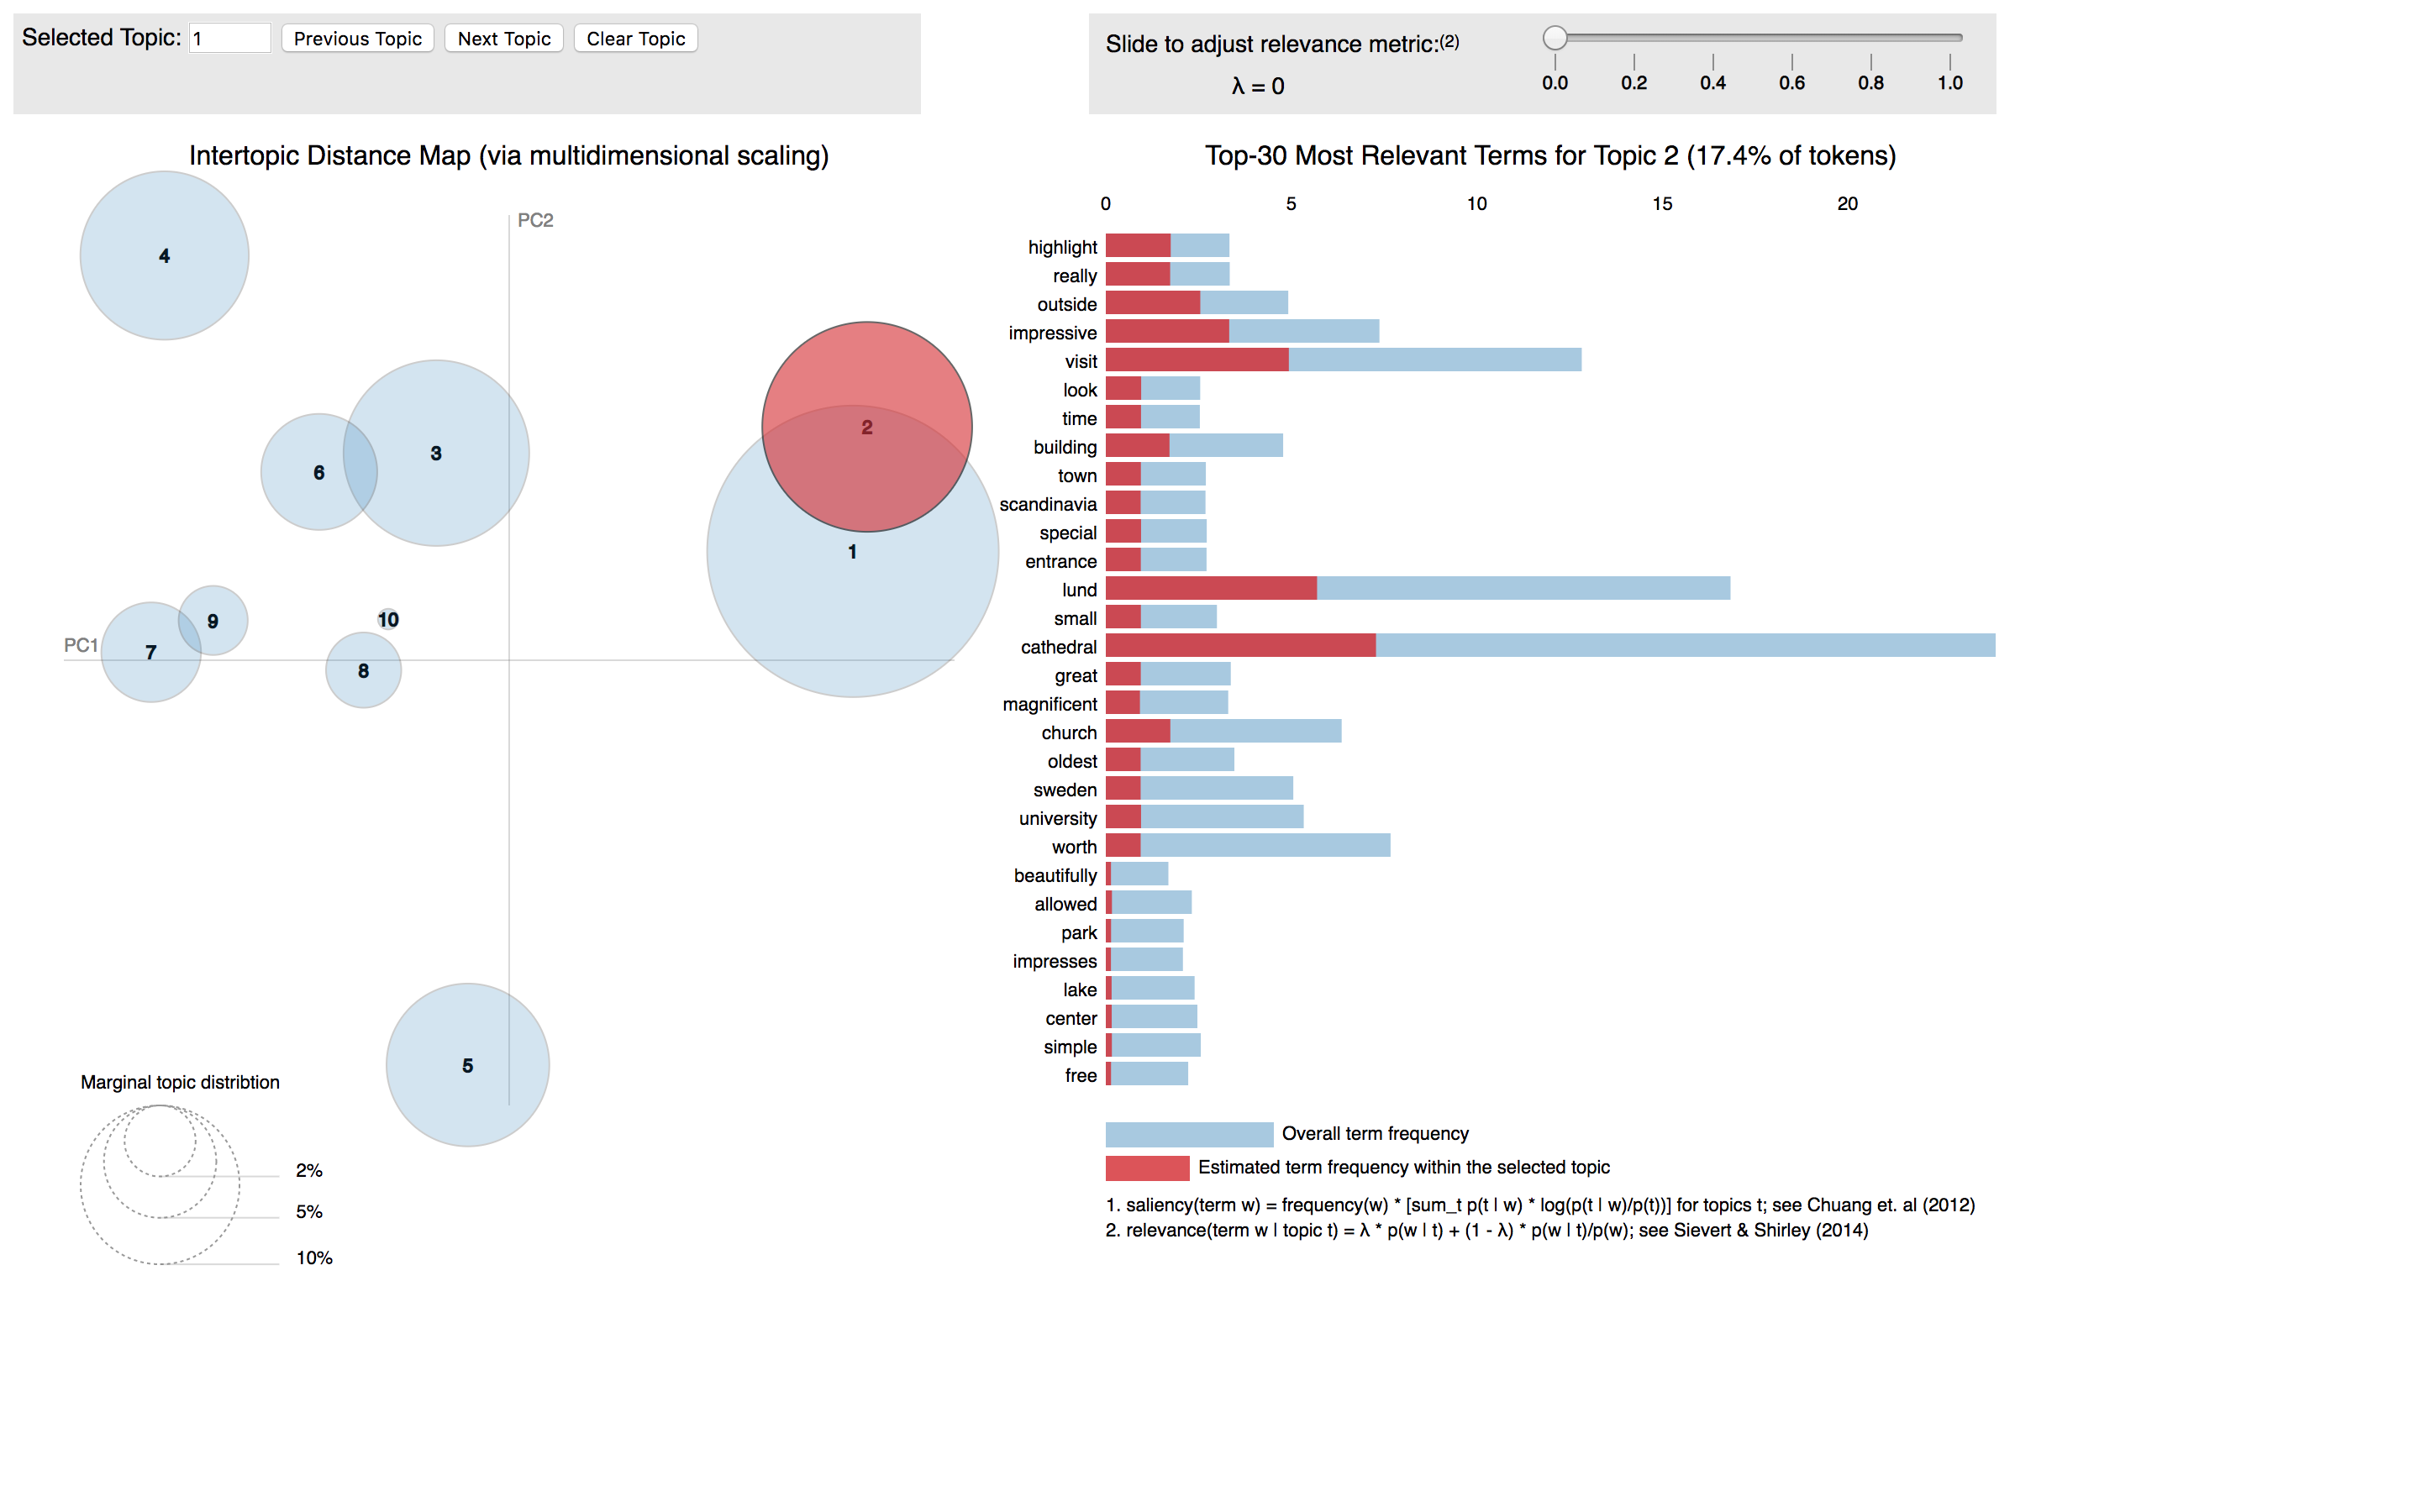 Selected Topic: 1 Previous Topic Next Topic Clear Topic
Slide to adjust relevance metric:(2)
λ = 0
0.0 0.2 0.4 0.6 0.8 1.0
Intertopic Distance Map (via multidimensional scaling)
PC2
PC1
4
2
3
6
1
9
10
7
8
5
Marginal topic distribtion
2%
5%
10%
Top-30 Most Relevant Terms for Topic 2 (17.4% of tokens)
0 5 10 15 20
highlight
really
outside
impressive
visit
look
time
building
town
scandinavia
special
entrance
lund
small
cathedral
great
magnificent
church
oldest
sweden
university
worth
beautifully
allowed
park
impresses
lake
center
simple
free
Overall term frequency
Estimated term frequency within the selected topic
1. saliency(term w) = frequency(w) * [sum_t p(t | w) * log(p(t | w)/p(t))] for topics t; see Chuang et. al (2012)
2. relevance(term w | topic t) = λ * p(w | t) + (1 - λ) * p(w | t)/p(w); see Sievert & Shirley (2014)